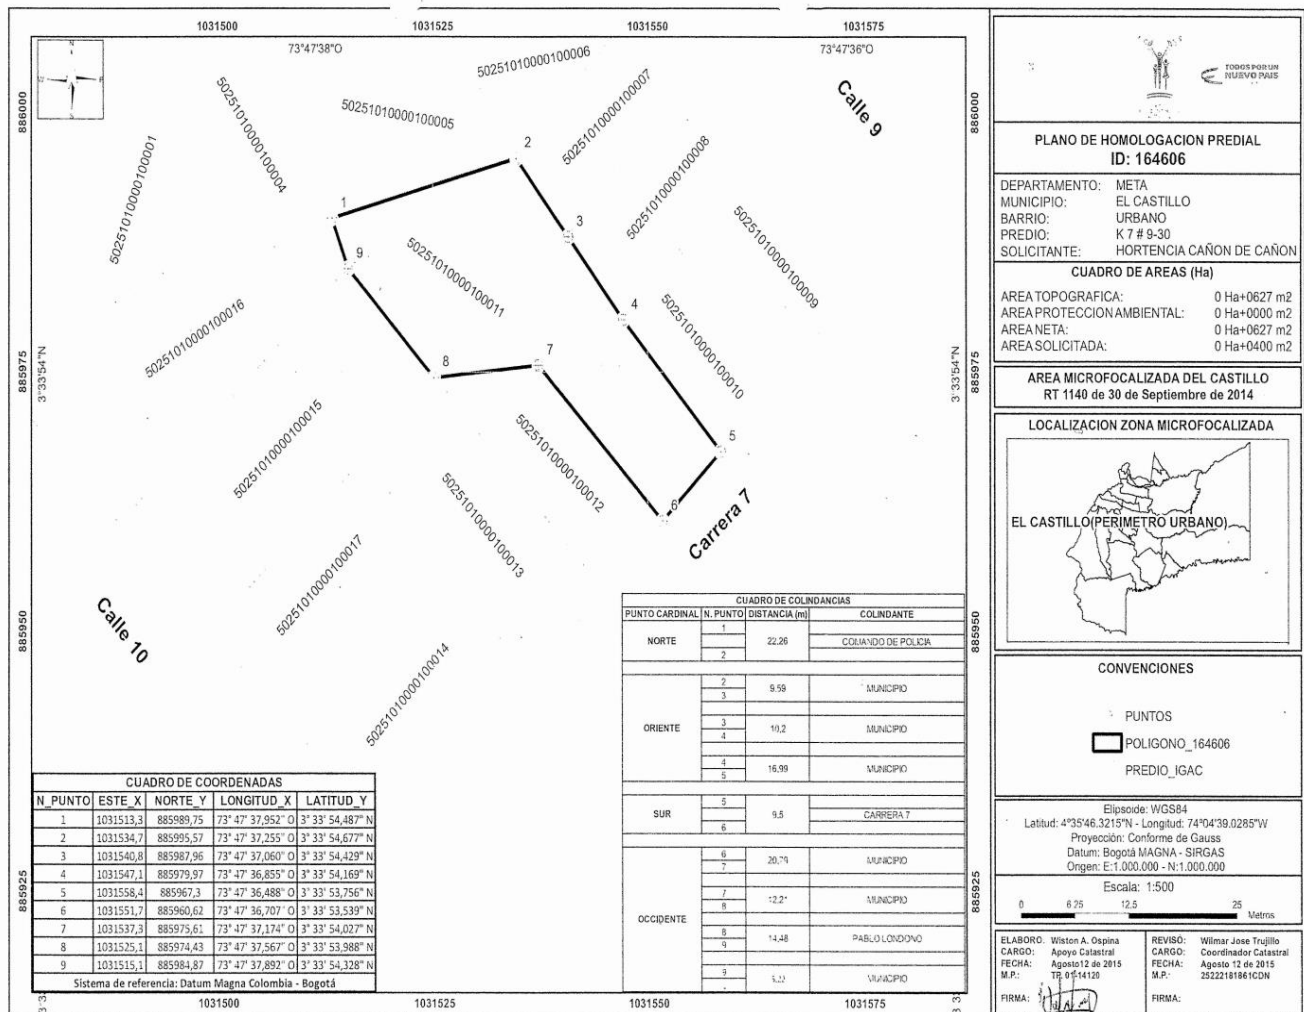 1031500 1031525 1031550 1031575
73°47'38"O 73°47'36"O
N
886000
886000
885975
885975
885950
885950
885925
885925
3°33'54"N
3°33'54"N
50251010000100001
50251010000100004
50251010000100005
50251010000100006
50251010000100007
50251010000100008
50251010000100009
50251010000100010
50251010000100011
50251010000100012
50251010000100013
50251010000100014
50251010000100015
50251010000100016
50251010000100017
Calle 9
Carrera 7
Calle 10
1
2
3
4
5
6
7
8
9
CUADRO DE COORDENADAS
N_PUNTO ESTE_X NORTE_Y LONGITUD_X LATITUD_Y
1 1031513,3 885989,75 73° 47' 37,952" O 3° 33' 54,487" N
2 1031534,7 885995,57 73° 47' 37,255" O 3° 33' 54,677" N
3 1031540,8 885987,96 73° 47' 37,060" O 3° 33' 54,429" N
4 1031547,1 885979,97 73° 47' 36,855" O 3° 33' 54,169" N
5 1031558,4 885967,3 73° 47' 36,488" O 3° 33' 53,756" N
6 1031551,7 885960,62 73° 47' 36,707" O 3° 33' 53,539" N
7 1031537,3 885975,61 73° 47' 37,174" O 3° 33' 54,027" N
8 1031525,1 885974,43 73° 47' 37,567" O 3° 33' 53,988" N
9 1031515,1 885984,87 73° 47' 37,892" O 3° 33' 54,328" N
Sistema de referencia: Datum Magna Colombia - Bogotá
1031500 1031525 1031550 1031575
CUADRO DE COLINDANCIAS
PUNTO CARDINAL N. PUNTO DISTANCIA (m) COLINDANTE
NORTE 1 2 22,26 COMANDO DE POLICIA
ORIENTE 2 3 9,59 MUNICIPIO
3 4 10,2 MUNICIPIO
4 5 16,99 MUNICIPIO
SUR 5 6 9,5 CARRERA 7
OCCIDENTE 6 7 20,79 MUNICIPIO
7 8 MUNICIPIO
8 9 14,48 PABLO LONDONO
9 MUNICIPIO
TODOS POR UN
NUEVO PAIS
PLANO DE HOMOLOGACION PREDIAL
ID: 164606
DEPARTAMENTO: META
MUNICIPIO: EL CASTILLO
BARRIO: URBANO
PREDIO: K 7 # 9-30
SOLICITANTE: HORTENCIA CAÑON DE CAÑON
CUADRO DE AREAS (Ha)
AREA TOPOGRAFICA: 0 Ha+0627 m2
AREA PROTECCION AMBIENTAL: 0 Ha+0000 m2
AREA NETA: 0 Ha+0627 m2
AREA SOLICITADA: 0 Ha+0400 m2
AREA MICROFOCALIZADA DEL CASTILLO
RT 1140 de 30 de Septiembre de 2014
LOCALIZACION ZONA MICROFOCALIZADA
EL CASTILLO(PERIMETRO URBANO)
CONVENCIONES
PUNTOS
POLIGONO_164606
PREDIO_IGAC
Elipsoide: WGS84
Latitud: 4°35'46.3215"N - Longitud: 74°04'39.0285"W
Proyección: Conforme de Gauss
Datum: Bogotá MAGNA - SIRGAS
Origen: E:1.000.000 - N:1.000.000
Escala: 1:500
0 6.25 12.5 25
Metros
ELABORO: Wiston A. Ospina
CARGO: Apoyo Catastral
FECHA: Agosto12 de 2015
M.P.: TP. 01-14120
FIRMA:
REVISO: Wilmar Jose Trujillo
CARGO: Coordinador Catastral
FECHA: Agosto 12 de 2015
M.P.: 25222181861CDN
FIRMA: